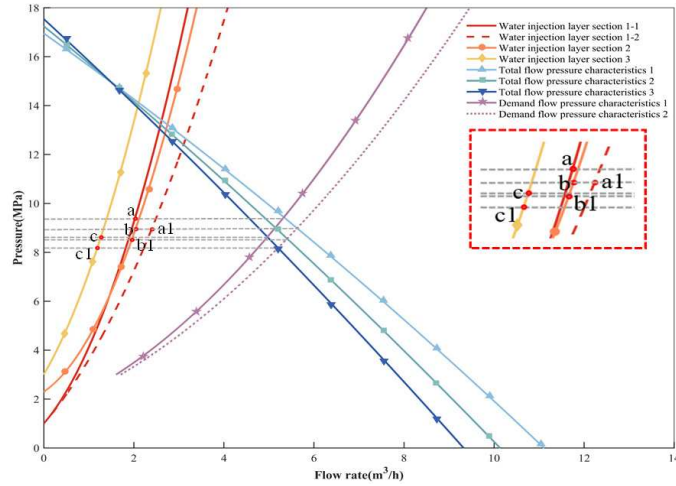 18
16
14
12
10
8
6
4
2
0
Pressure(MPa)
0 2 4 6 8 10 12 14
Flow rate(m³/h)
Water injection layer section 1-1
Water injection layer section 1-2
Water injection layer section 2
Water injection layer section 3
Total flow pressure characteristics 1
Total flow pressure characteristics 2
Total flow pressure characteristics 3
Demand flow pressure characteristics 1
Demand flow pressure characteristics 2
a
b a1
c b1
c1
a
b a1
c b1
c1